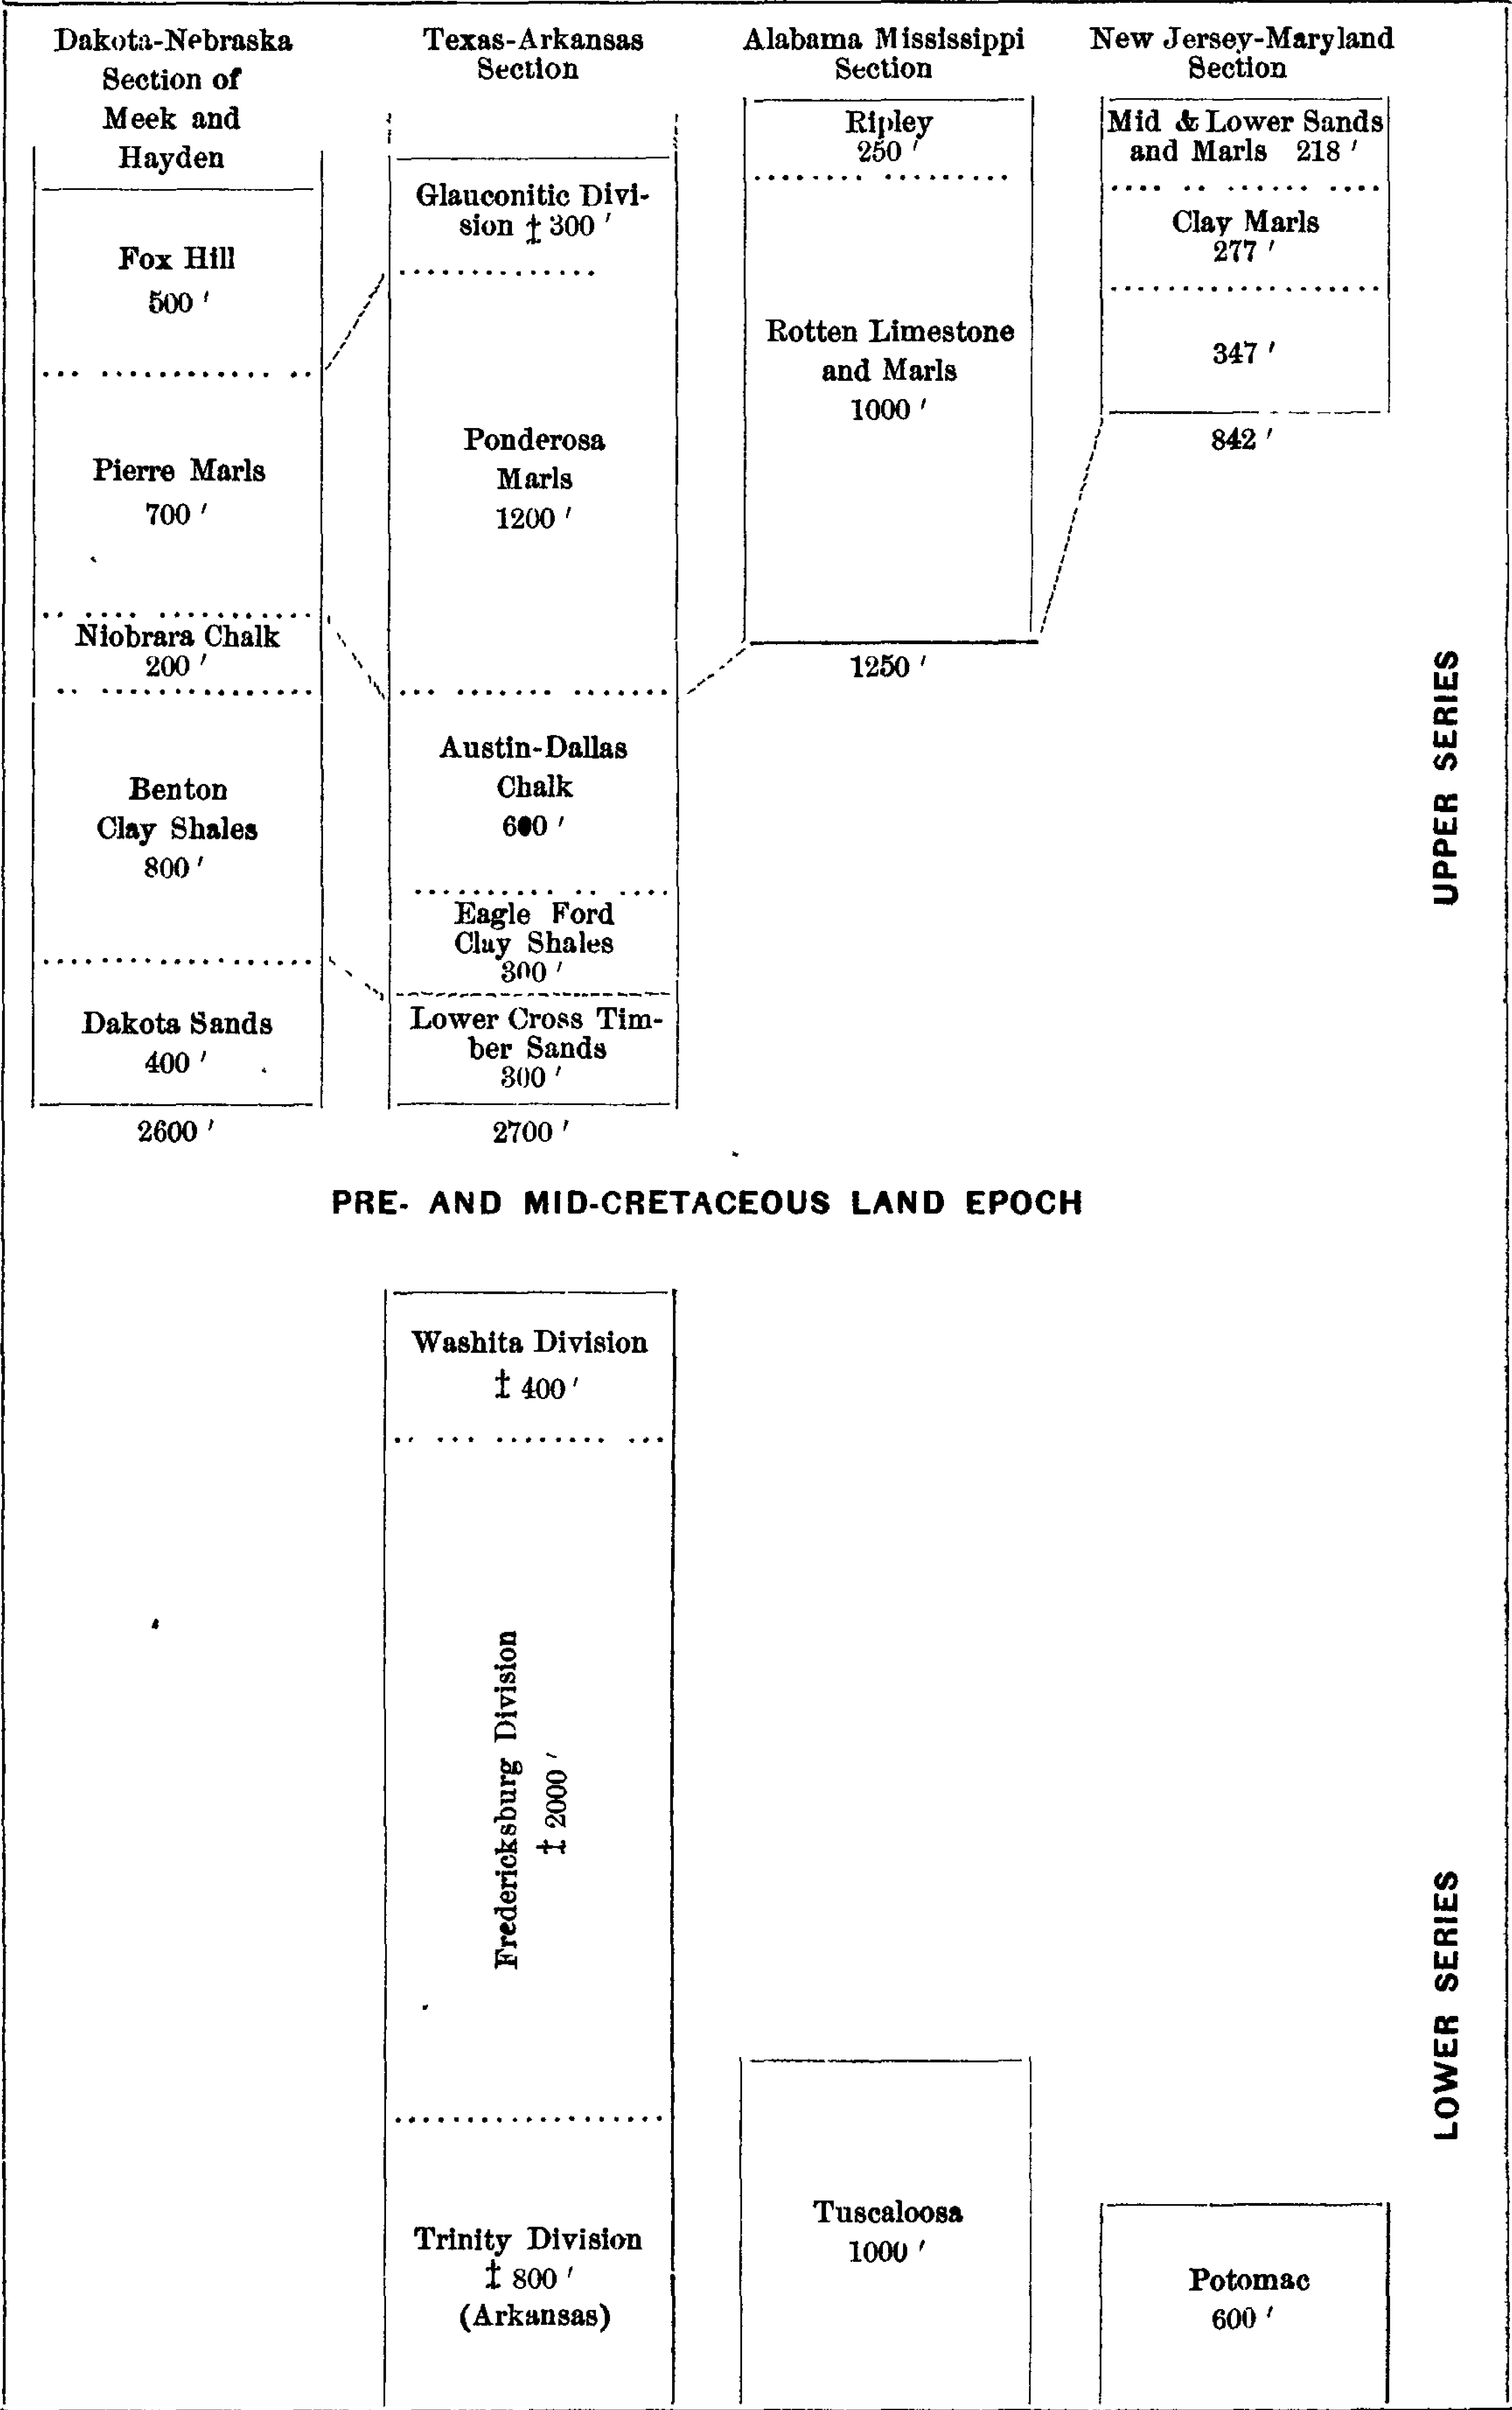 Dakota-Nebraska
Section of
Meek and
Hayden
Fox Hill
500 ′
Pierre Marls
700 ′
Niobrara Chalk
200 ′
Benton
Clay Shales
800 ′
Dakota Sands
400 ′
2600 ′
Texas-Arkansas
Section
Glauconitic Divi-
sion ‡ 300 ′
Ponderosa
Marls
1200 ′
Austin-Dallas
Chalk
600 ′
Eagle Ford
Clay Shales
300 ′
Lower Cross Tim-
ber Sands
300 ′
2700 ′
Alabama Mississippi
Section
Ripley
250 ′
Rotten Limestone
and Marls
1000 ′
1250 ′
New Jersey-Maryland
Section
Mid & Lower Sands
and Marls 218 ′
Clay Marls
277 ′
347 ′
842 ′
UPPER SERIES
PRE- AND MID-CRETACEOUS LAND EPOCH
Washita Division
‡ 400 ′
Fredericksburg Division
‡ 2000 ′
Trinity Division
‡ 800 ′
(Arkansas)
Tuscaloosa
1000 ′
Potomac
600 ′
LOWER SERIES